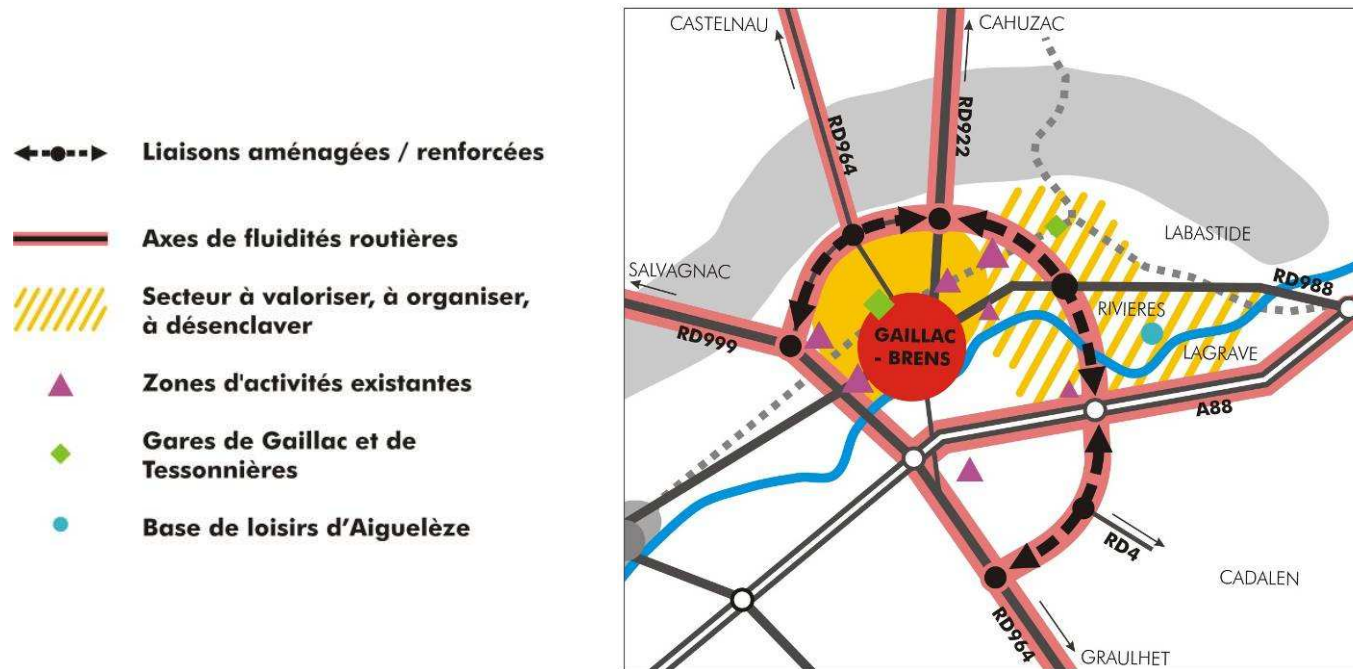 Liaisons aménagées / renforcées
Axes de fluidités routières
Secteur à valoriser, à organiser,
à désenclaver
Zones d'activités existantes
Gares de Gaillac et de
Tessonnières
Base de loisirs d'Aiguelèze
CASTELNAU
CAHUZAC
RD964
RD922
LABASTIDE
SALVAGNAC
RD988
RIVIERES
RD999
GAILLAC
- BRENS
LAGRAVE
A88
RD4
CADALEN
RD964
GRAULHET